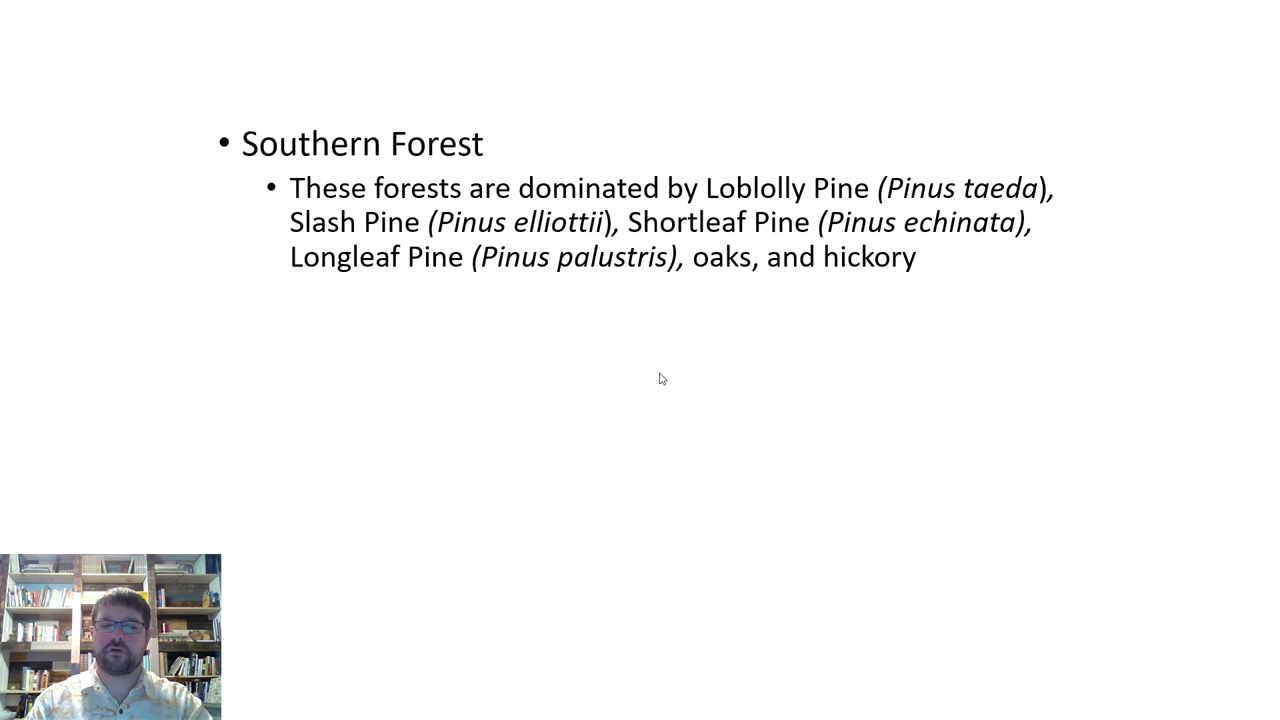 • Southern Forest
• These forests are dominated by Loblolly Pine (Pinus taeda),
Slash Pine (Pinus elliottii), Shortleaf Pine (Pinus echinata),
Longleaf Pine (Pinus palustris), oaks, and hickory